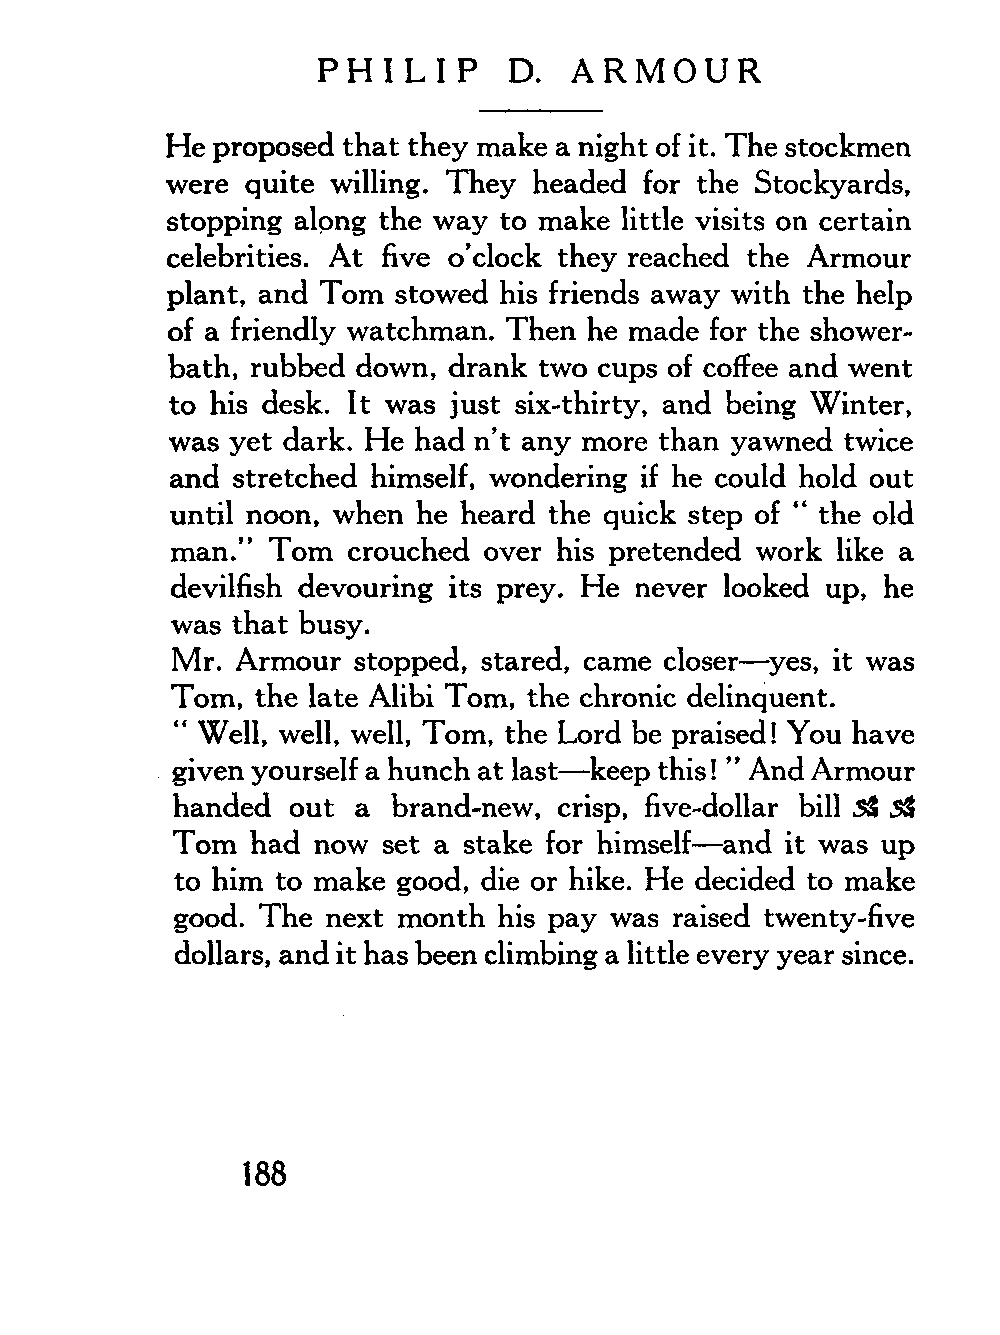 PHILIP D. ARMOUR
He proposed that they make a night of it. The stockmen
were quite willing. They headed for the Stockyards,
stopping along the way to make little visits on certain
celebrities. At five o'clock they reached the Armour
plant, and Tom stowed his friends away with the help
of a friendly watchman. Then he made for the shower-
bath, rubbed down, drank two cups of coffee and went
to his desk. It was just six-thirty, and being Winter,
was yet dark. He had n't any more than yawned twice
and stretched himself, wondering if he could hold out
until noon, when he heard the quick step of " the old
man." Tom crouched over his pretended work like a
devilfish devouring its prey. He never looked up, he
was that busy.
Mr. Armour stopped, stared, came closer—yes, it was
Tom, the late Alibi Tom, the chronic delinquent.
" Well, well, well, Tom, the Lord be praised! You have
given yourself a hunch at last—keep this! " And Armour
handed out a brand-new, crisp, five-dollar bill
Tom had now set a stake for himself—and it was up
to him to make good, die or hike. He decided to make
good. The next month his pay was raised twenty-five
dollars, and it has been climbing a little every year since.
188